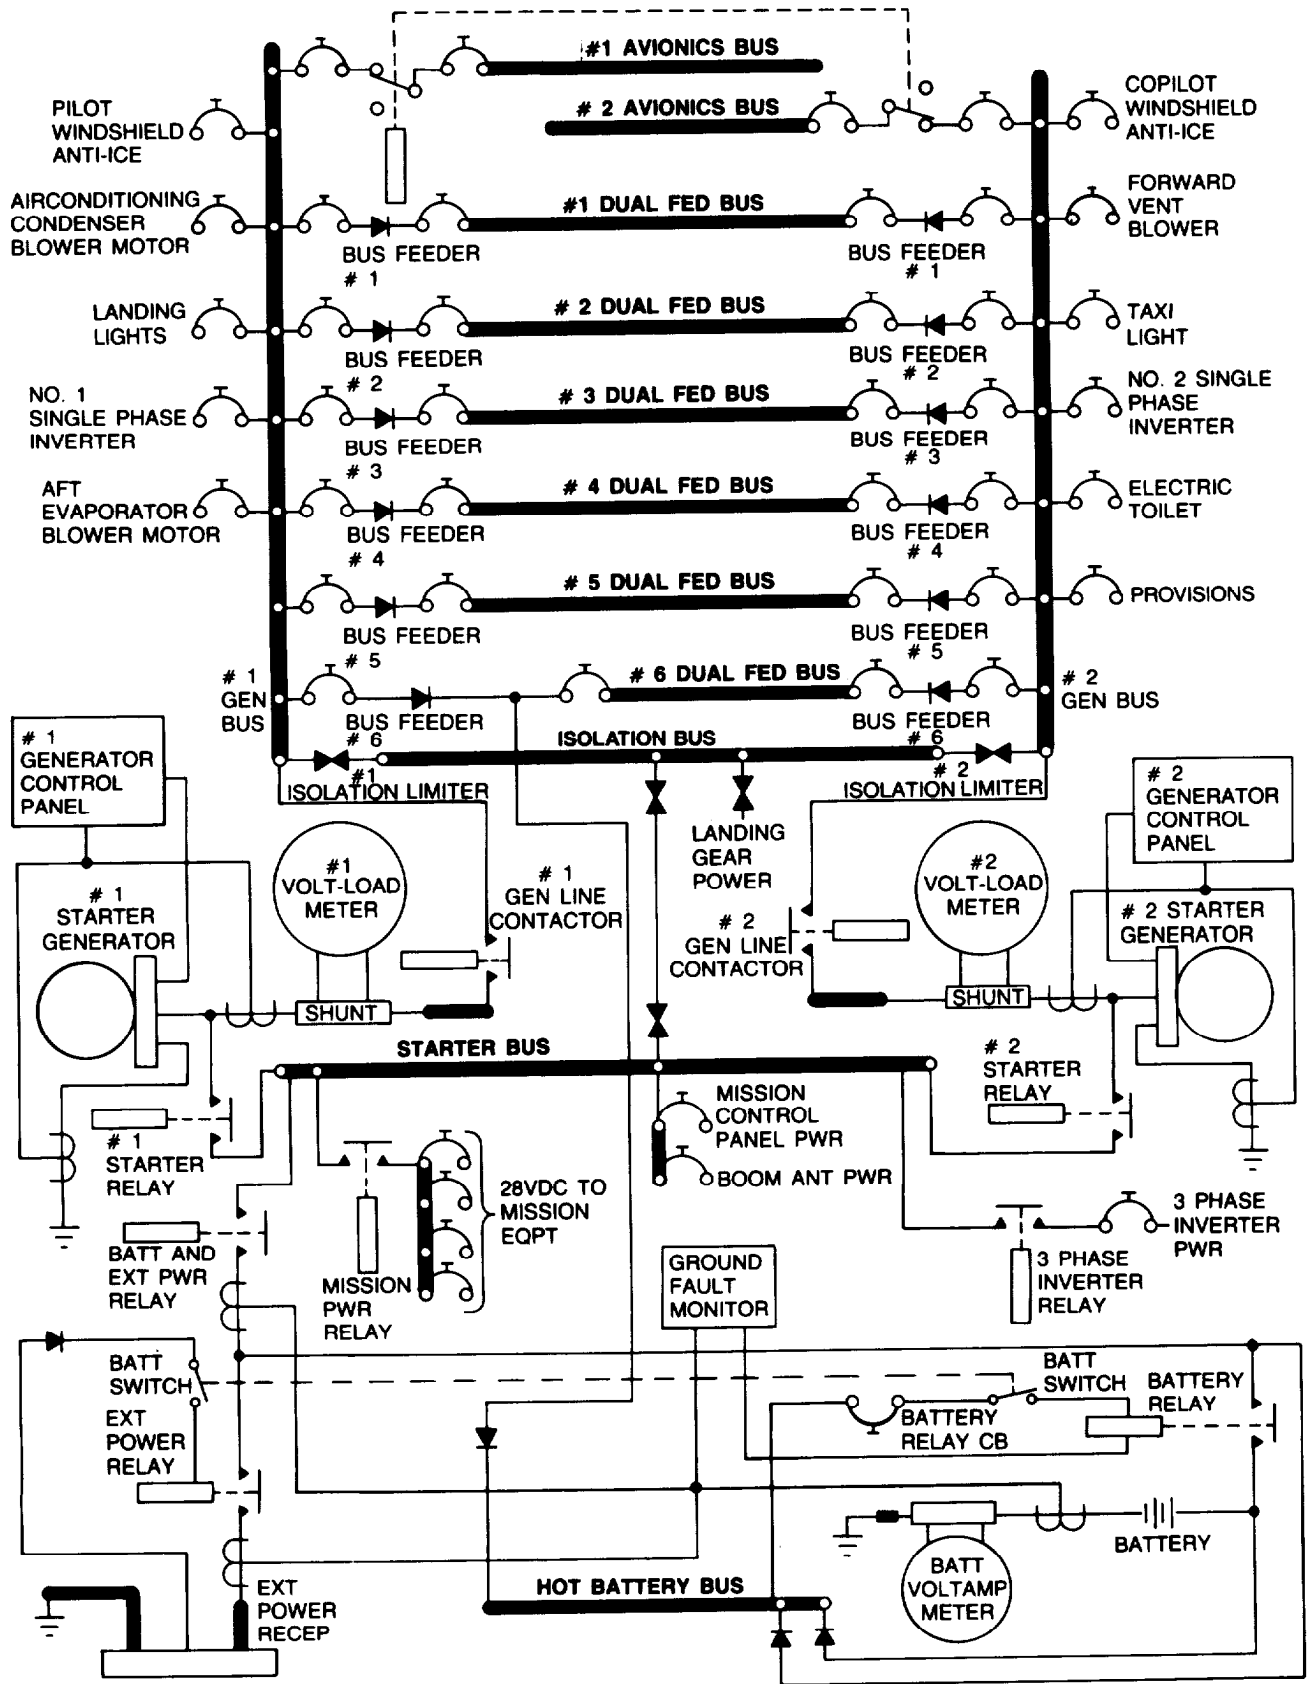 #1 AVIONICS BUS
# 2 AVIONICS BUS
PILOT
WINDSHIELD
ANTI-ICE
COPILOT
WINDSHIELD
ANTI-ICE
AIRCONDITIONING
CONDENSER
BLOWER MOTOR
#1 DUAL FED BUS
BUS FEEDER
# 1
BUS FEEDER
# 1
FORWARD
VENT
BLOWER
LANDING
LIGHTS
# 2 DUAL FED BUS
BUS FEEDER
# 2
BUS FEEDER
# 2
TAXI
LIGHT
NO. 1
SINGLE PHASE
INVERTER
# 3 DUAL FED BUS
BUS FEEDER
# 3
BUS FEEDER
# 3
NO. 2 SINGLE
PHASE
INVERTER
AFT
EVAPORATOR
BLOWER MOTOR
# 4 DUAL FED BUS
BUS FEEDER
# 4
BUS FEEDER
# 4
ELECTRIC
TOILET
# 5 DUAL FED BUS
BUS FEEDER
# 5
BUS FEEDER
# 5
PROVISIONS
# 1
GEN
BUS
# 6 DUAL FED BUS
BUS FEEDER
# 6
BUS FEEDER
# 6
# 2
GEN BUS
ISOLATION BUS
#1
ISOLATION LIMITER
# 2
ISOLATION LIMITER
# 1
GENERATOR
CONTROL
PANEL
# 2
GENERATOR
CONTROL
PANEL
LANDING
GEAR
POWER
#1
VOLT-LOAD
METER
# 1
GEN LINE
CONTACTOR
# 2
GEN LINE
CONTACTOR
#2
VOLT-LOAD
METER
# 1
STARTER
GENERATOR
# 2 STARTER
GENERATOR
SHUNT
SHUNT
STARTER BUS
# 1
STARTER
RELAY
# 2
STARTER
RELAY
MISSION
CONTROL
PANEL PWR
BOOM ANT PWR
28VDC TO
MISSION
EQPT
3 PHASE
INVERTER
PWR
BATT AND
EXT PWR
RELAY
MISSION
PWR
RELAY
GROUND
FAULT
MONITOR
3 PHASE
INVERTER
RELAY
BATT
SWITCH
BATT
SWITCH
BATTERY
RELAY
EXT
POWER
RELAY
BATTERY
RELAY CB
BATTERY
BATT
VOLTAMP
METER
HOT BATTERY BUS
EXT
POWER
RECEP